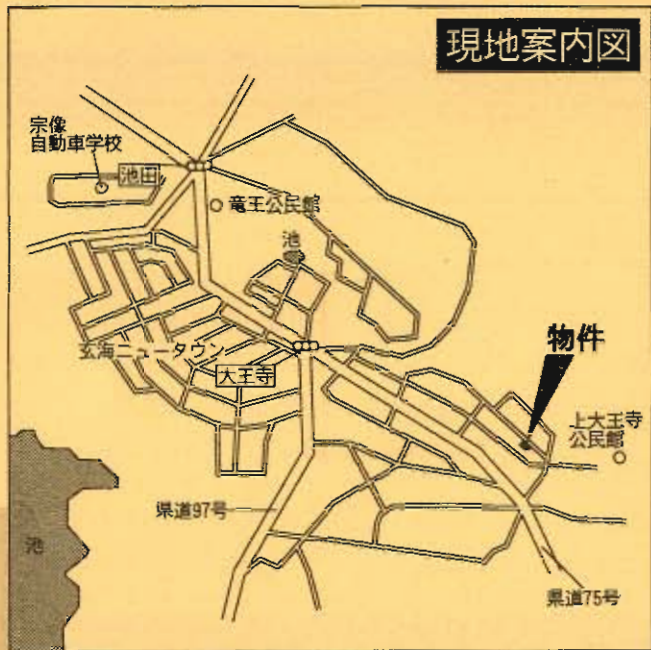 現地案内図
宗像
自動車学校
池田
竜王公民館
池
玄海ニュータウン
大王寺
物件
上大王寺
公民館
県道97号
池
県道75号